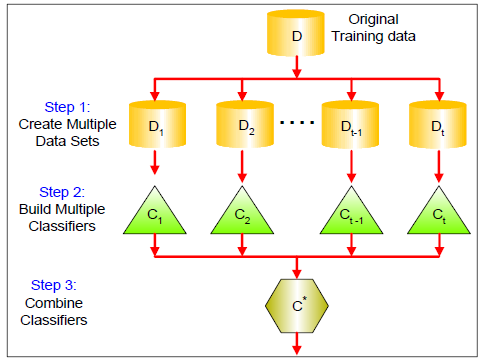 Original
D
Training data
Step 1:
Create Multiple
Data Sets
D1
D2
....
Dt-1
Dt
Step 2:
Build Multiple
Classifiers
C1
C2
Ct-1
Ct
Step 3:
Combine
Classifiers
C*